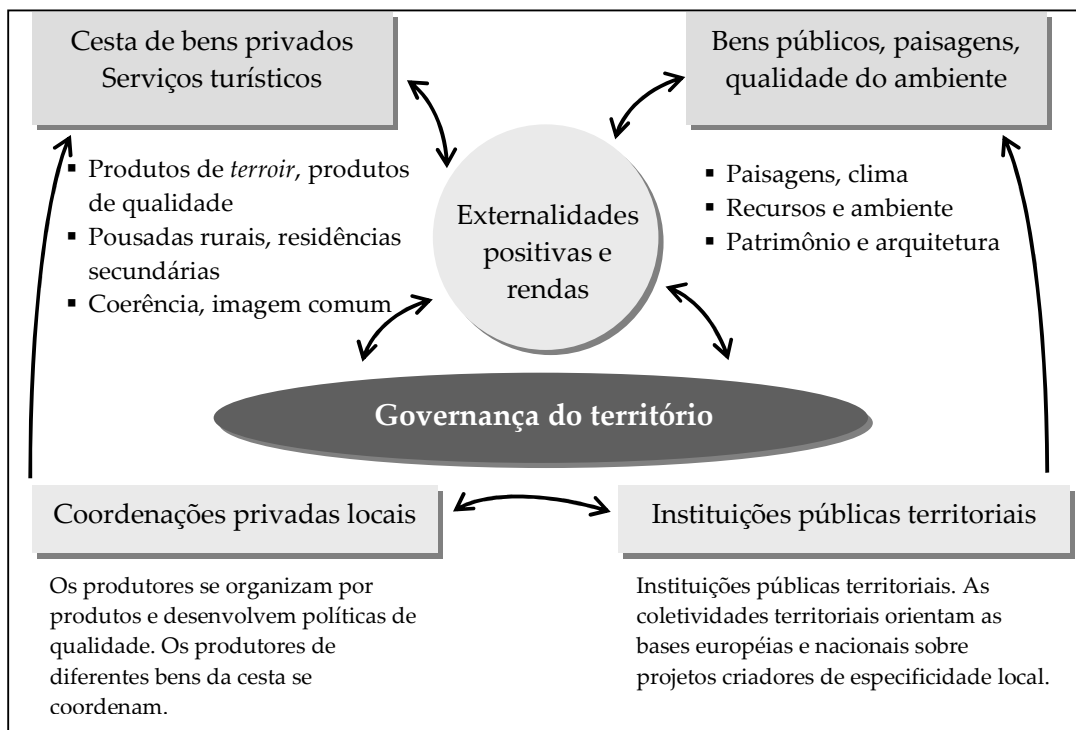 Cesta de bens privados
Serviços turísticos
Bens públicos, paisagens,
qualidade do ambiente
▪ Produtos de terroir, produtos
de qualidade
▪ Pousadas rurais, residências
secundárias
▪ Coerência, imagem comum
Externalidades
positivas e
rendas
▪ Paisagens, clima
▪ Recursos e ambiente
▪ Patrimônio e arquitetura
Governança do território
Coordenações privadas locais
Instituições públicas territoriais
Os produtores se organizam por
produtos e desenvolvem políticas de
qualidade. Os produtores de
diferentes bens da cesta se
coordenam.
Instituições públicas territoriais. As
coletividades territoriais orientam as
bases européias e nacionais sobre
projetos criadores de especificidade local.